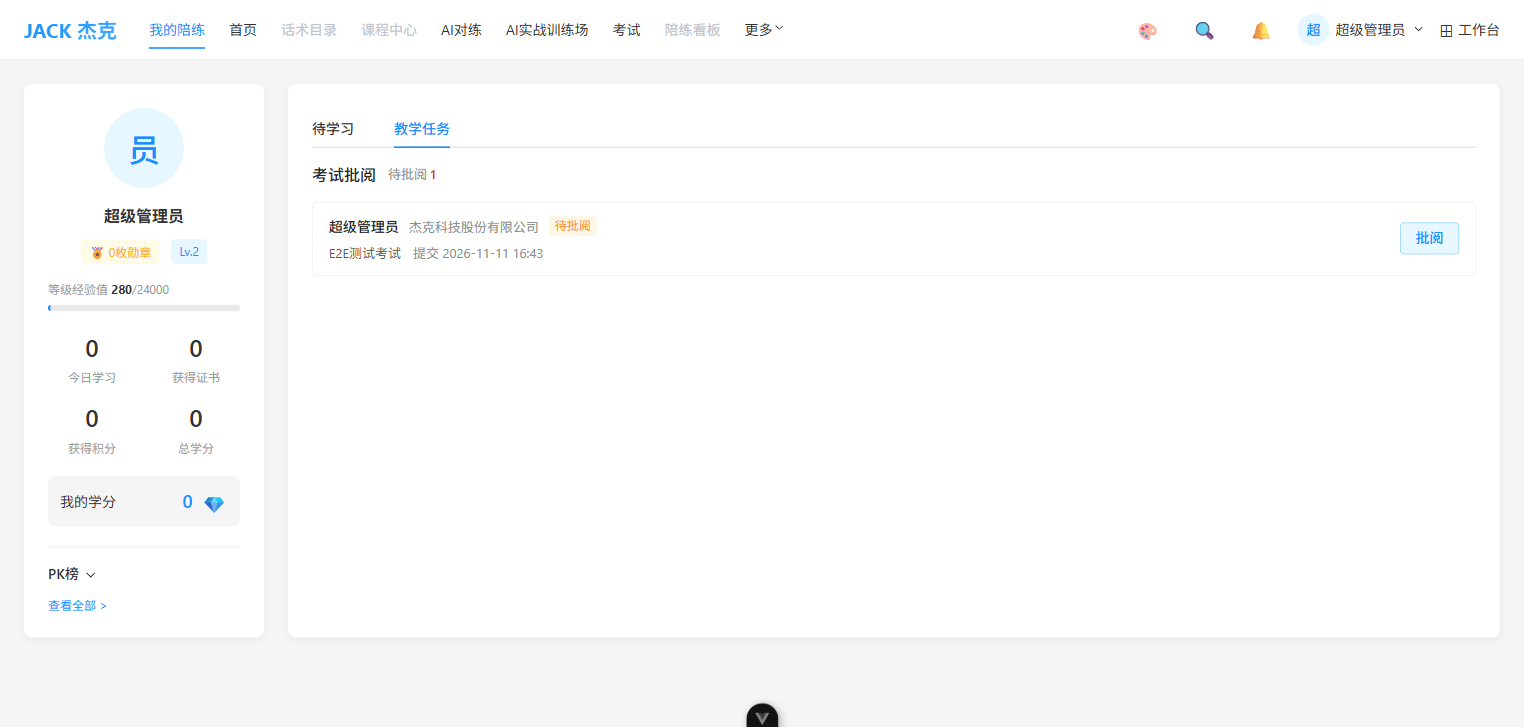 JACK 杰克 我的陪练 首页 话术目录 课程中心 AI对练 AI实战训练场 考试 陪练看板 更多 超 超级管理员 工作台
员
超级管理员
0枚勋章 Lv.2
等级经验值 280/24000
0 0
今日学习 获得证书
0 0
获得积分 总学分
我的学分 0
PK榜
查看全部 >
待学习 教学任务
考试批阅 待批阅 1
超级管理员 杰克科技股份有限公司 待批阅
E2E测试考试 提交 2026-11-11 16:43
批阅